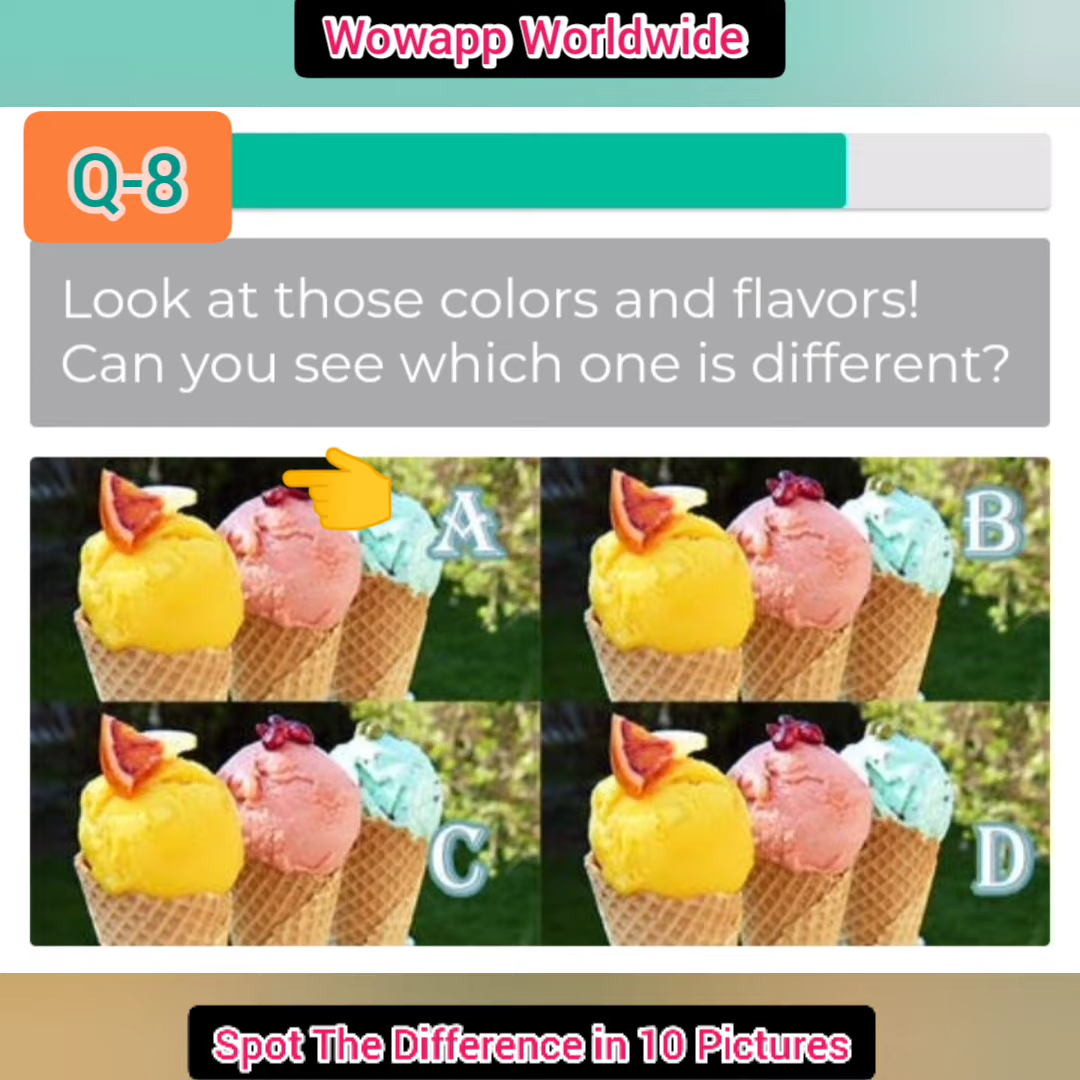 Wowapp Worldwide
Q-8
Look at those colors and flavors!
Can you see which one is different?
A
B
C
D
Spot The Difference in 10 Pictures